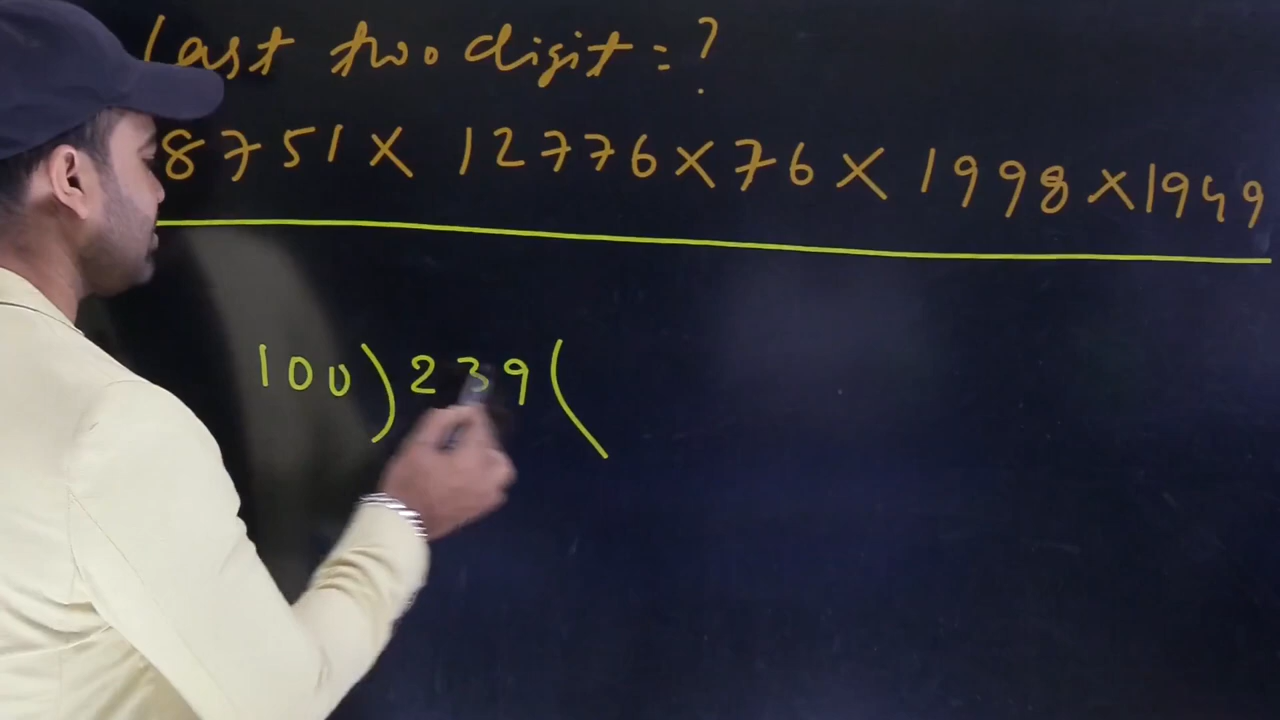 Last two digit = ?
8751 × 12776 × 76 × 1998 × 1949
100 ) 239 (